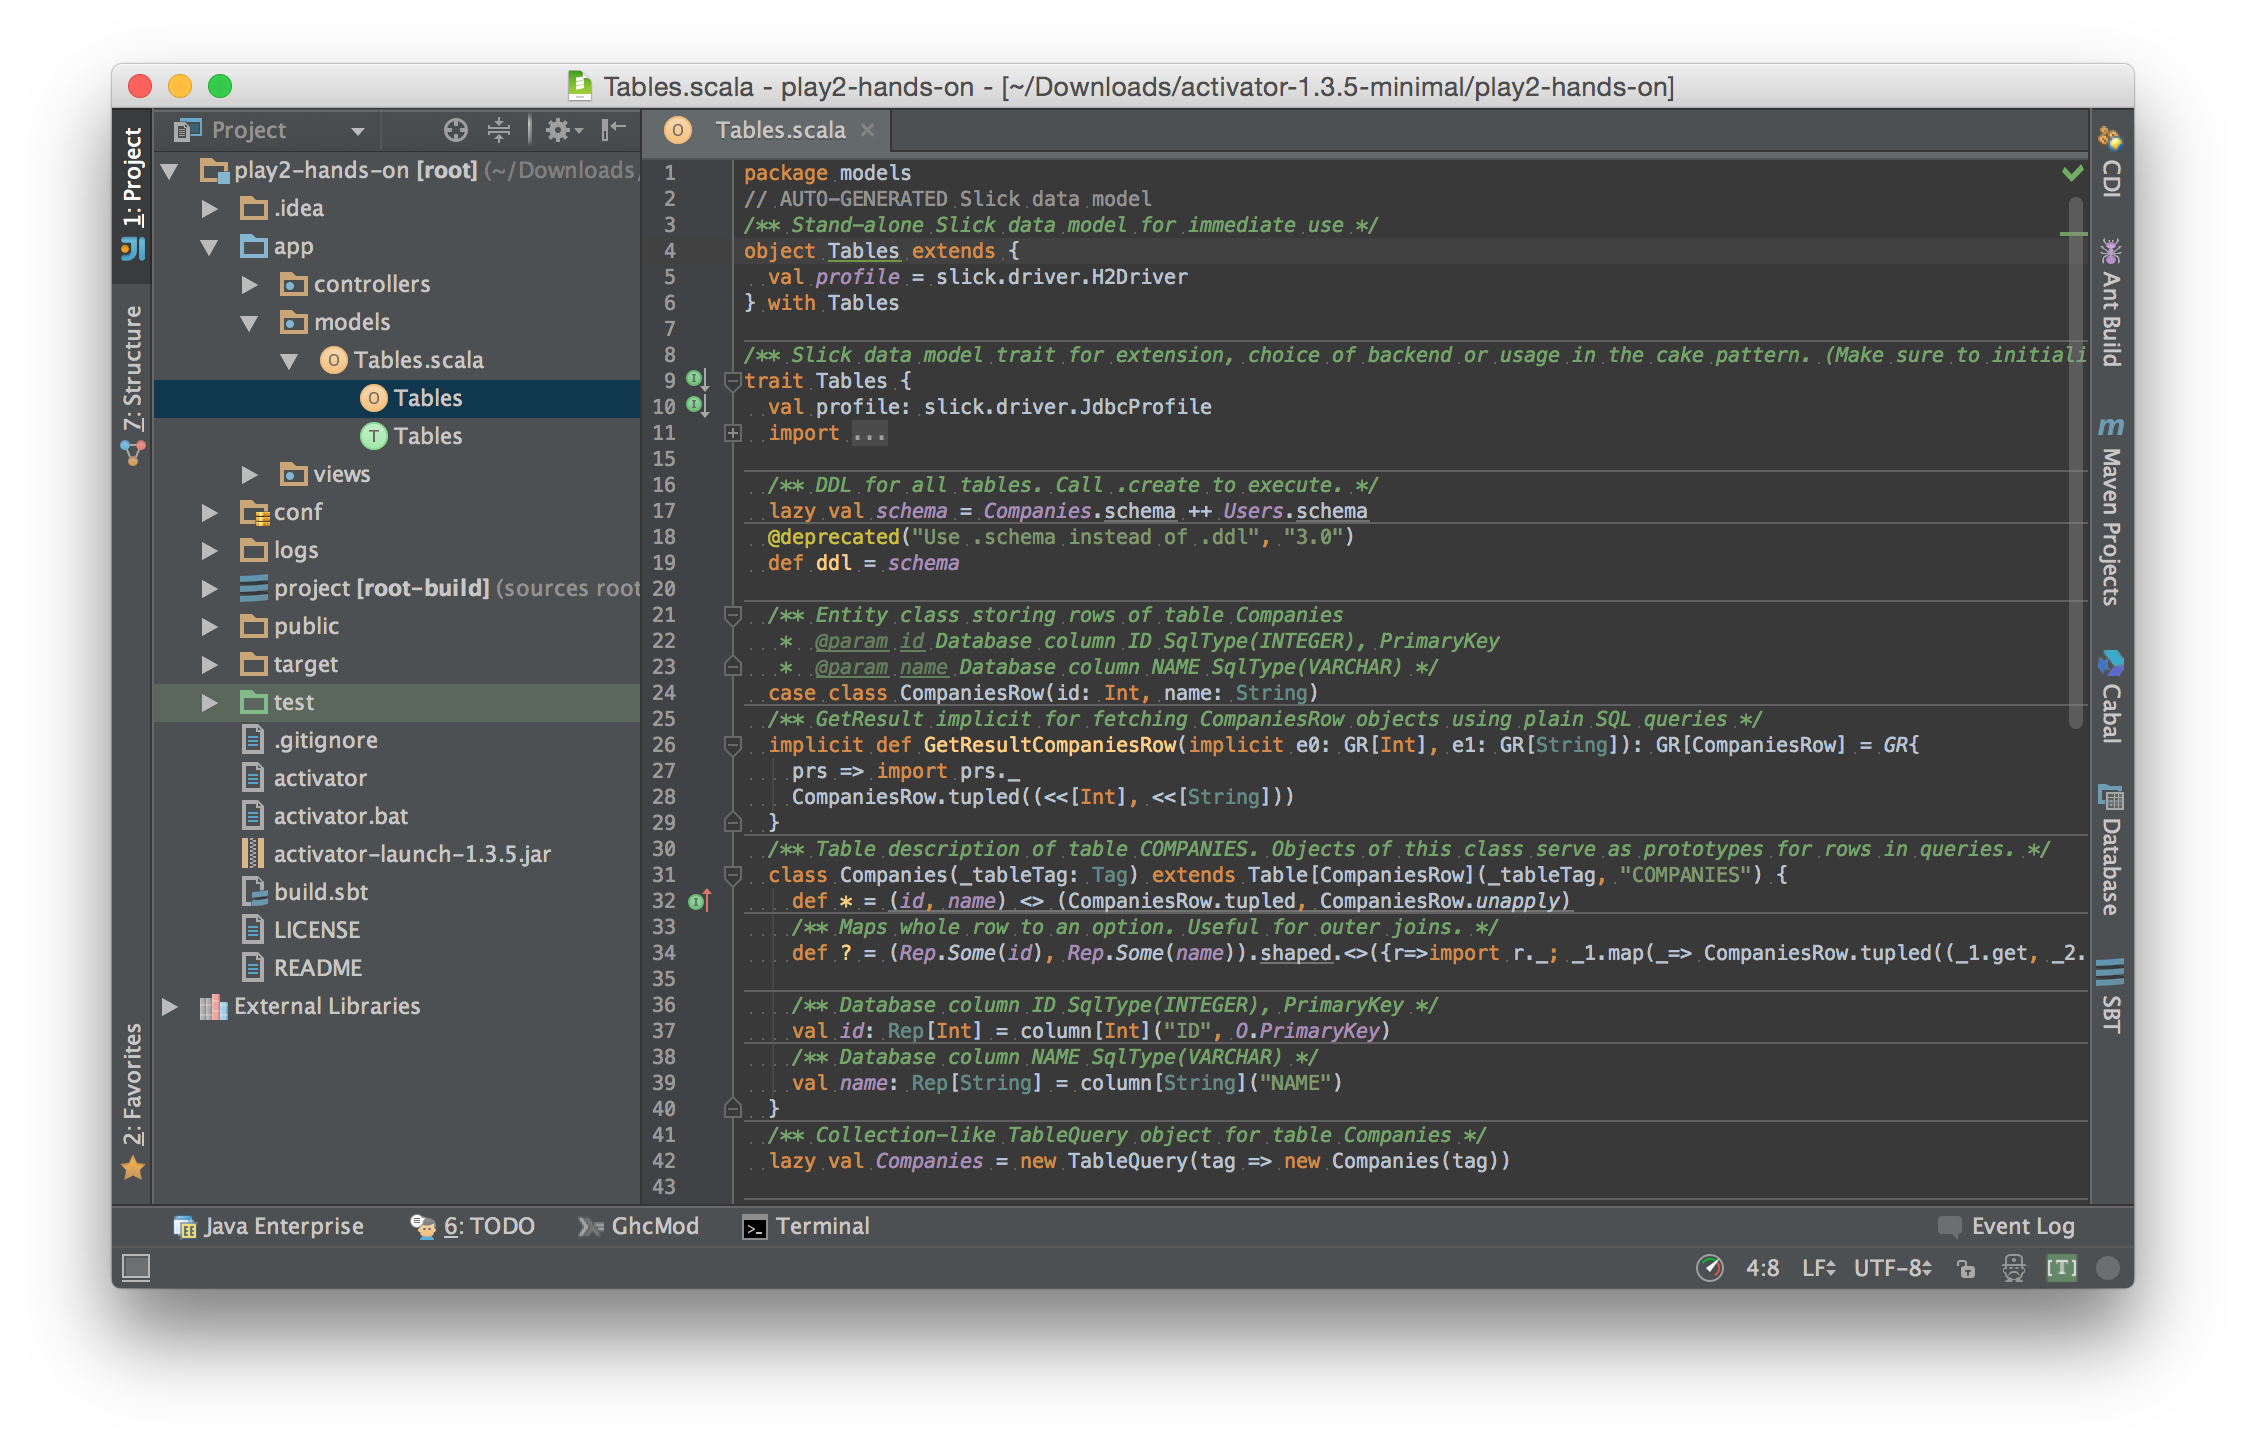 Tables.scala - play2-hands-on - [~/Downloads/activator-1.3.5-minimal/play2-hands-on]
1: Project
7: Structure
2: Favorites
Project
play2-hands-on [root] (~/Downloads/
.idea
app
controllers
models
Tables.scala
O Tables
T Tables
views
conf
logs
project [root-build] (sources root
public
target
test
.gitignore
activator
activator.bat
activator-launch-1.3.5.jar
build.sbt
LICENSE
README
External Libraries
Tables.scala
1 package models
2 // AUTO-GENERATED Slick data model
3 /** Stand-alone Slick data model for immediate use */
4 object Tables extends {
5   val profile = slick.driver.H2Driver
6 } with Tables
7
8 /** Slick data model trait for extension, choice of backend or usage in the cake pattern. (Make sure to initiali
9 trait Tables {
10   val profile: slick.driver.JdbcProfile
11   import ...
15
16   /** DDL for all tables. Call .create to execute. */
17   lazy val schema = Companies.schema ++ Users.schema
18   @deprecated("Use .schema instead of .ddl", "3.0")
19   def ddl = schema
20
21   /** Entity class storing rows of table Companies
22    *  @param id Database column ID SqlType(INTEGER), PrimaryKey
23    *  @param name Database column NAME SqlType(VARCHAR) */
24   case class CompaniesRow(id: Int, name: String)
25   /** GetResult implicit for fetching CompaniesRow objects using plain SQL queries */
26   implicit def GetResultCompaniesRow(implicit e0: GR[Int], e1: GR[String]): GR[CompaniesRow] = GR{
27     prs => import prs._
28     CompaniesRow.tupled((<<[Int], <<[String]))
29   }
30   /** Table description of table COMPANIES. Objects of this class serve as prototypes for rows in queries. */
31   class Companies(_tableTag: Tag) extends Table[CompaniesRow](_tableTag, "COMPANIES") {
32     def * = (id, name) <> (CompaniesRow.tupled, CompaniesRow.unapply)
33     /** Maps whole row to an option. Useful for outer joins. */
34     def ? = (Rep.Some(id), Rep.Some(name)).shaped.<>({r=>import r._; _1.map(_=> CompaniesRow.tupled((_1.get, _2.
35
36     /** Database column ID SqlType(INTEGER), PrimaryKey */
37     val id: Rep[Int] = column[Int]("ID", O.PrimaryKey)
38     /** Database column NAME SqlType(VARCHAR) */
39     val name: Rep[String] = column[String]("NAME")
40   }
41   /** Collection-like TableQuery object for table Companies */
42   lazy val Companies = new TableQuery(tag => new Companies(tag))
43
CDI
Ant Build
Maven Projects
Cabal
Database
SBT
Java Enterprise
6: TODO
GhcMod
Terminal
Event Log
4:8
LF
UTF-8
[T]